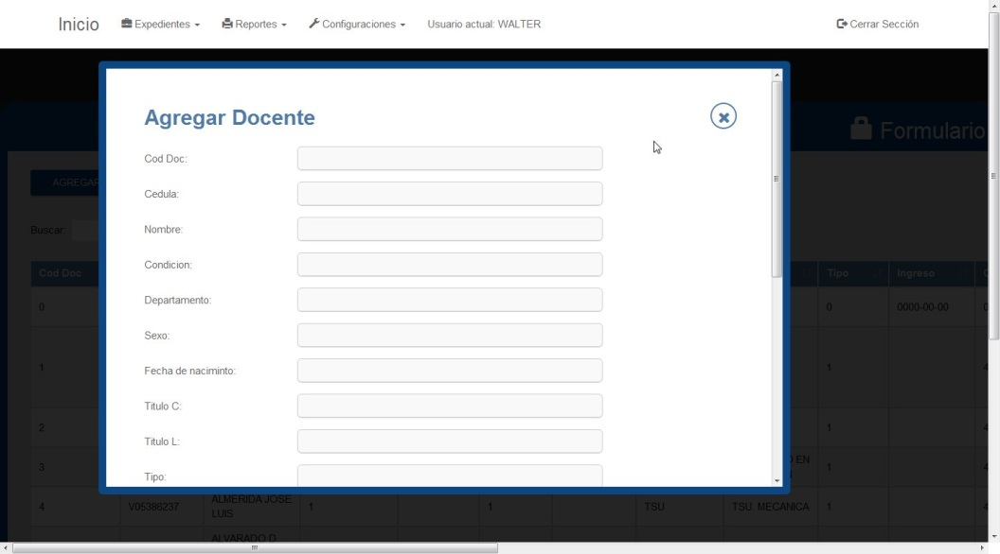 Inicio Expedientes Reportes Configuraciones Usuario actual: WALTER Cerrar Sección
Formulario
Agregar Docente
AGREGAR
Buscar:
Cod Doc:
Cedula:
Nombre:
Condicion:
Departamento:
Sexo:
Fecha de naciminto:
Titulo C:
Titulo L:
Tipo:
Cod Doc Tipo Ingreso
0 0 0000-00-00
1 1
2 1
3 EN 1
4 V05386237 ALMERIDA JOSE LUIS 1 1 TSU TSU. MECANICA 1
ALVARADO D